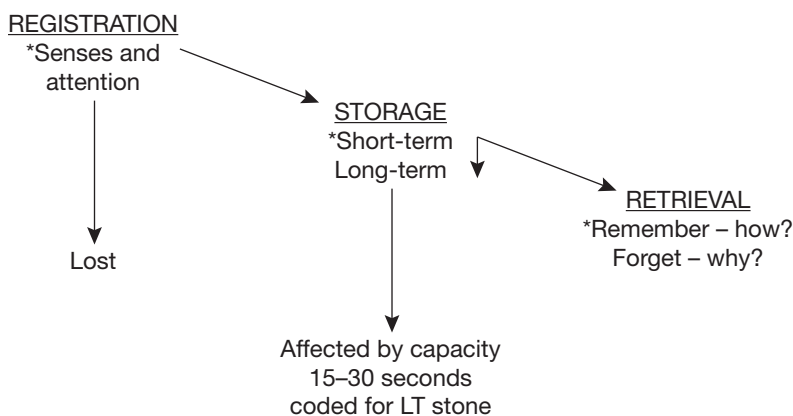 REGISTRATION
*Senses and
attention
Lost
STORAGE
*Short-term
Long-term
Affected by capacity
15–30 seconds
coded for LT stone
RETRIEVAL
*Remember – how?
Forget – why?